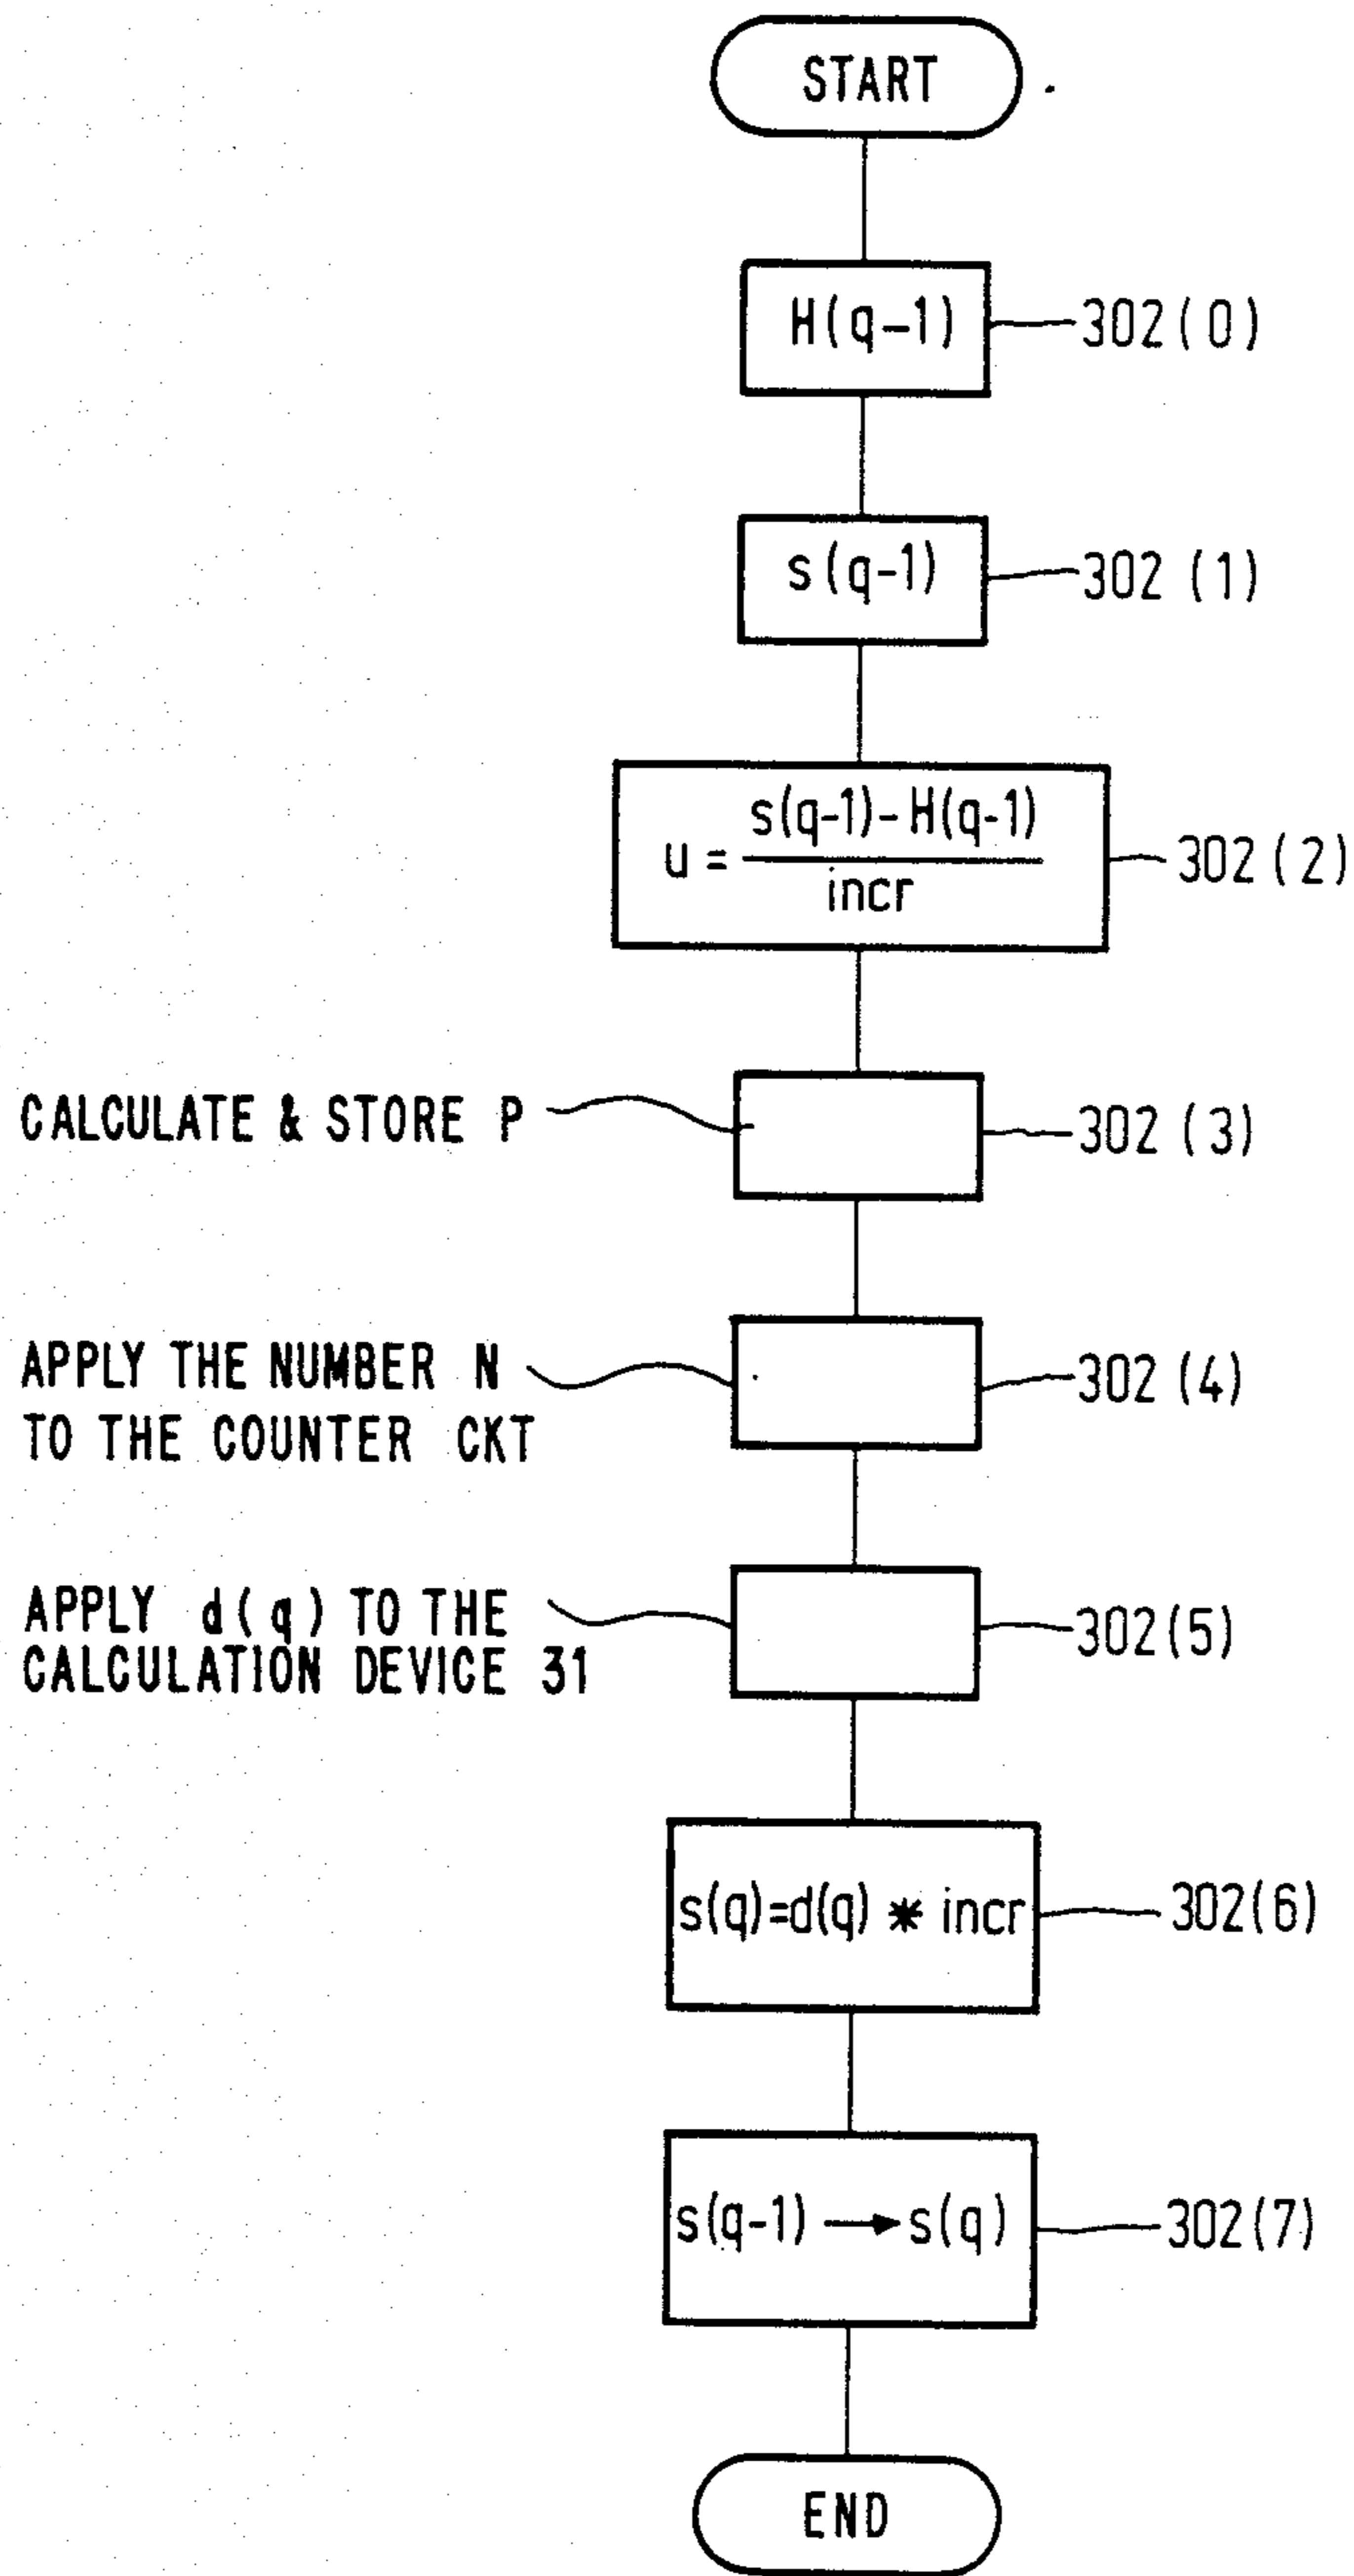 START
H(q-1)
302(0)
s(q-1)
302 (1)
u = s(q-1)-H(q-1)
incr
302(2)
CALCULATE & STORE P
302 (3)
APPLY THE NUMBER N
TO THE COUNTER CKT
302 (4)
APPLY d(q) TO THE
CALCULATION DEVICE 31
302(5)
s(q)=d(q) * incr
302(6)
s(q-1) → s(q)
302(7)
END